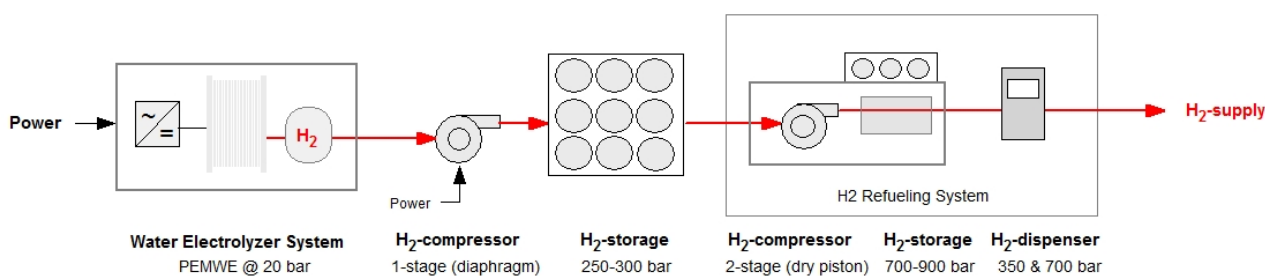 Power
~
=
H2
Power
H2-supply
H2 Refueling System
Water Electrolyzer System
PEMWE @ 20 bar
H2-compressor
1-stage (diaphragm)
H2-storage
250-300 bar
H2-compressor
2-stage (dry piston)
H2-storage
700-900 bar
H2-dispenser
350 & 700 bar